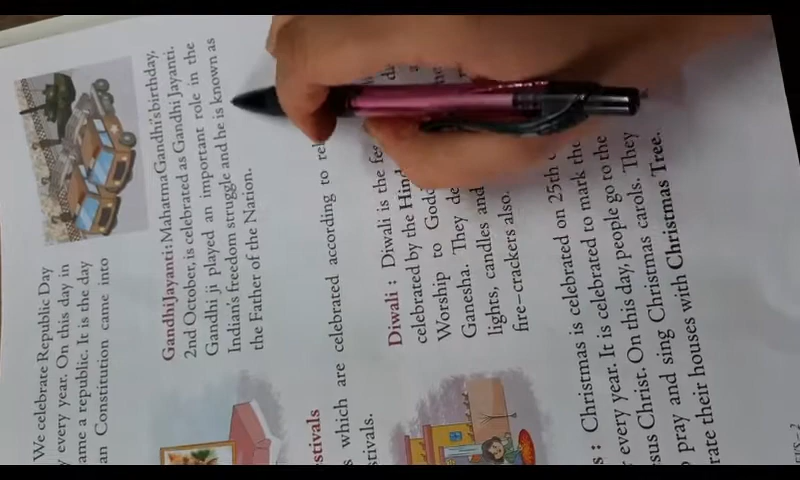 We celebrate Republic Day
every year. On this day in
ame a republic. It is the day
an Constitution came into
Gandhi Jayanti : Mahatma Gandhi's birthday,
2nd October, is celebrated as Gandhi Jayanti.
Gandhi ji played an important role in the
Indian's freedom struggle and he is known as
the Father of the Nation.
estivals
which are celebrated according to rel
stivals.
Diwali : Diwali is the fes
celebrated by the Hind
Worship to Godd
Ganesha. They de
lights, candles and
fire-crackers also.
s : Christmas is celebrated on 25th
every year. It is celebrated to mark the
sus Christ. On this day, people go to the
pray and sing Christmas carols. They
rate their houses with Christmas Tree.